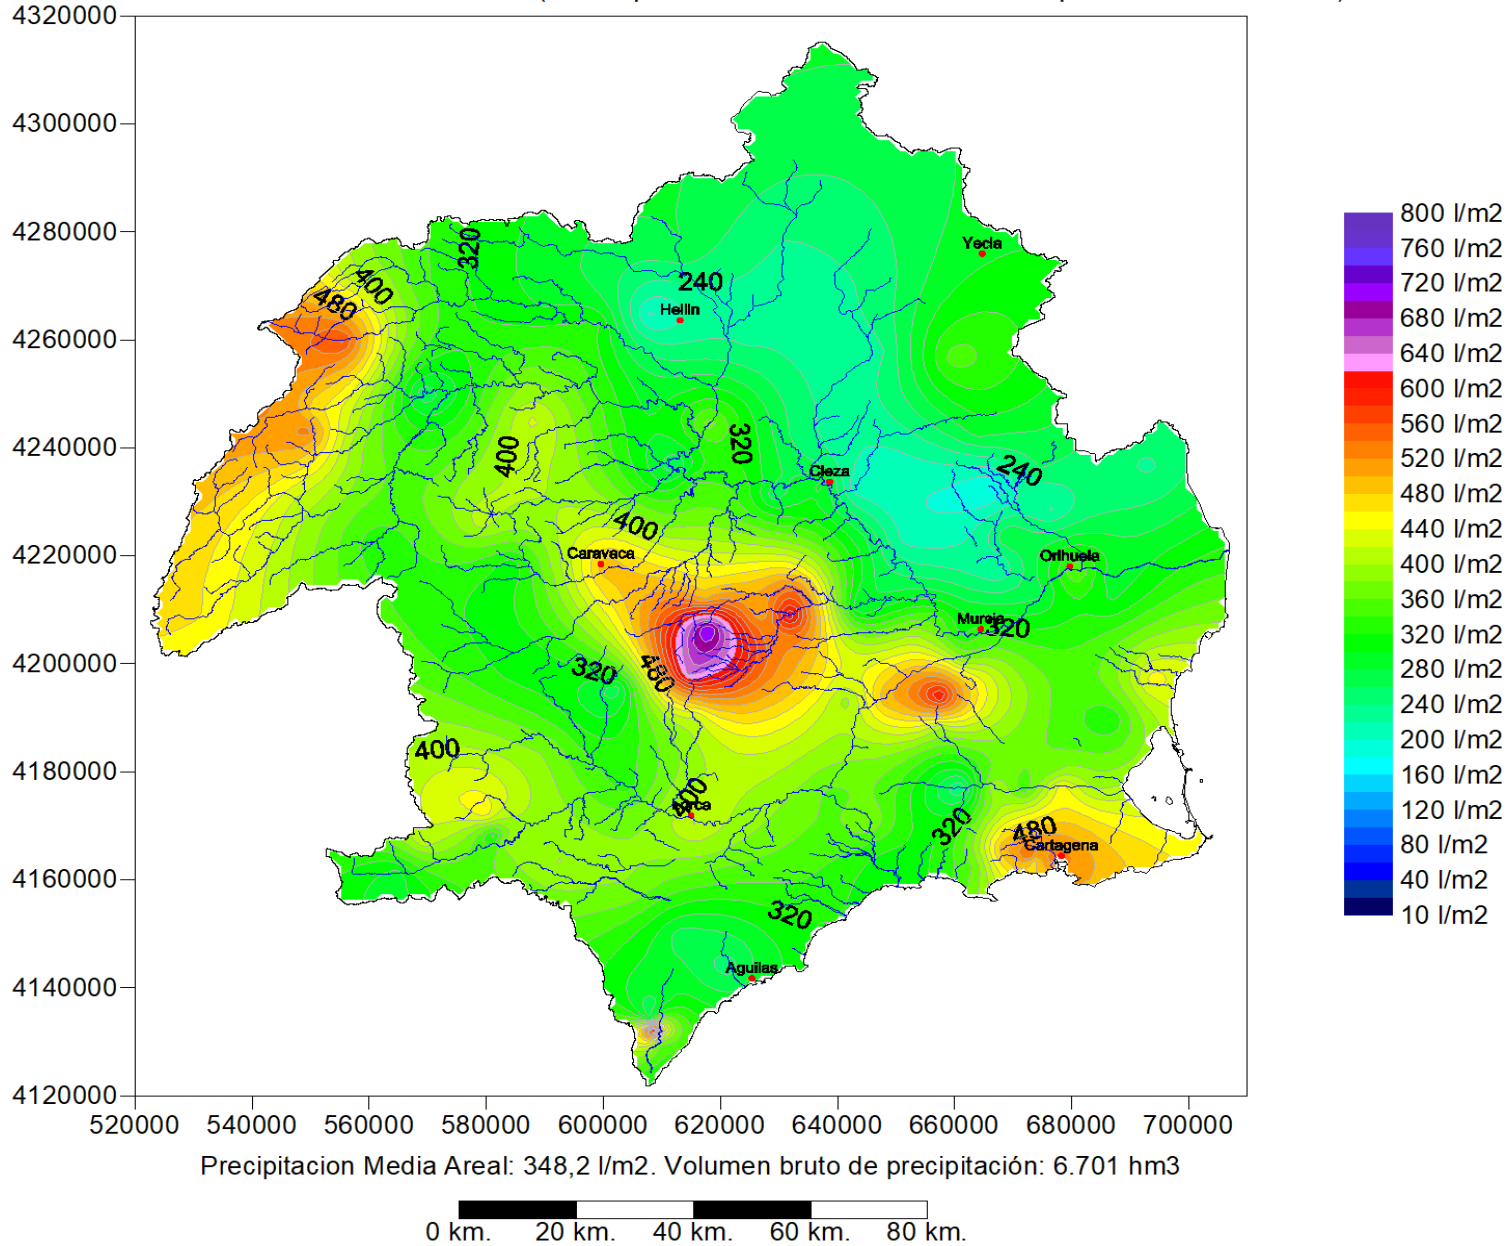 4320000
4300000
4280000
4260000
4240000
4220000
4200000
4180000
4160000
4140000
4120000
520000 540000 560000 580000 600000 620000 640000 660000 680000 700000
320
400
480
240
Yecla
Hellin
400
320
Cieza
240
400
Caravaca
Orihuela
Murcia
320
480
320
400
400
Lorca
320
480
Cartagena
320
Aguilas
800 l/m2
760 l/m2
720 l/m2
680 l/m2
640 l/m2
600 l/m2
560 l/m2
520 l/m2
480 l/m2
440 l/m2
400 l/m2
360 l/m2
320 l/m2
280 l/m2
240 l/m2
200 l/m2
160 l/m2
120 l/m2
80 l/m2
40 l/m2
10 l/m2
Precipitacion Media Areal: 348,2 l/m2. Volumen bruto de precipitación: 6.701 hm3
0 km. 20 km. 40 km. 60 km. 80 km.